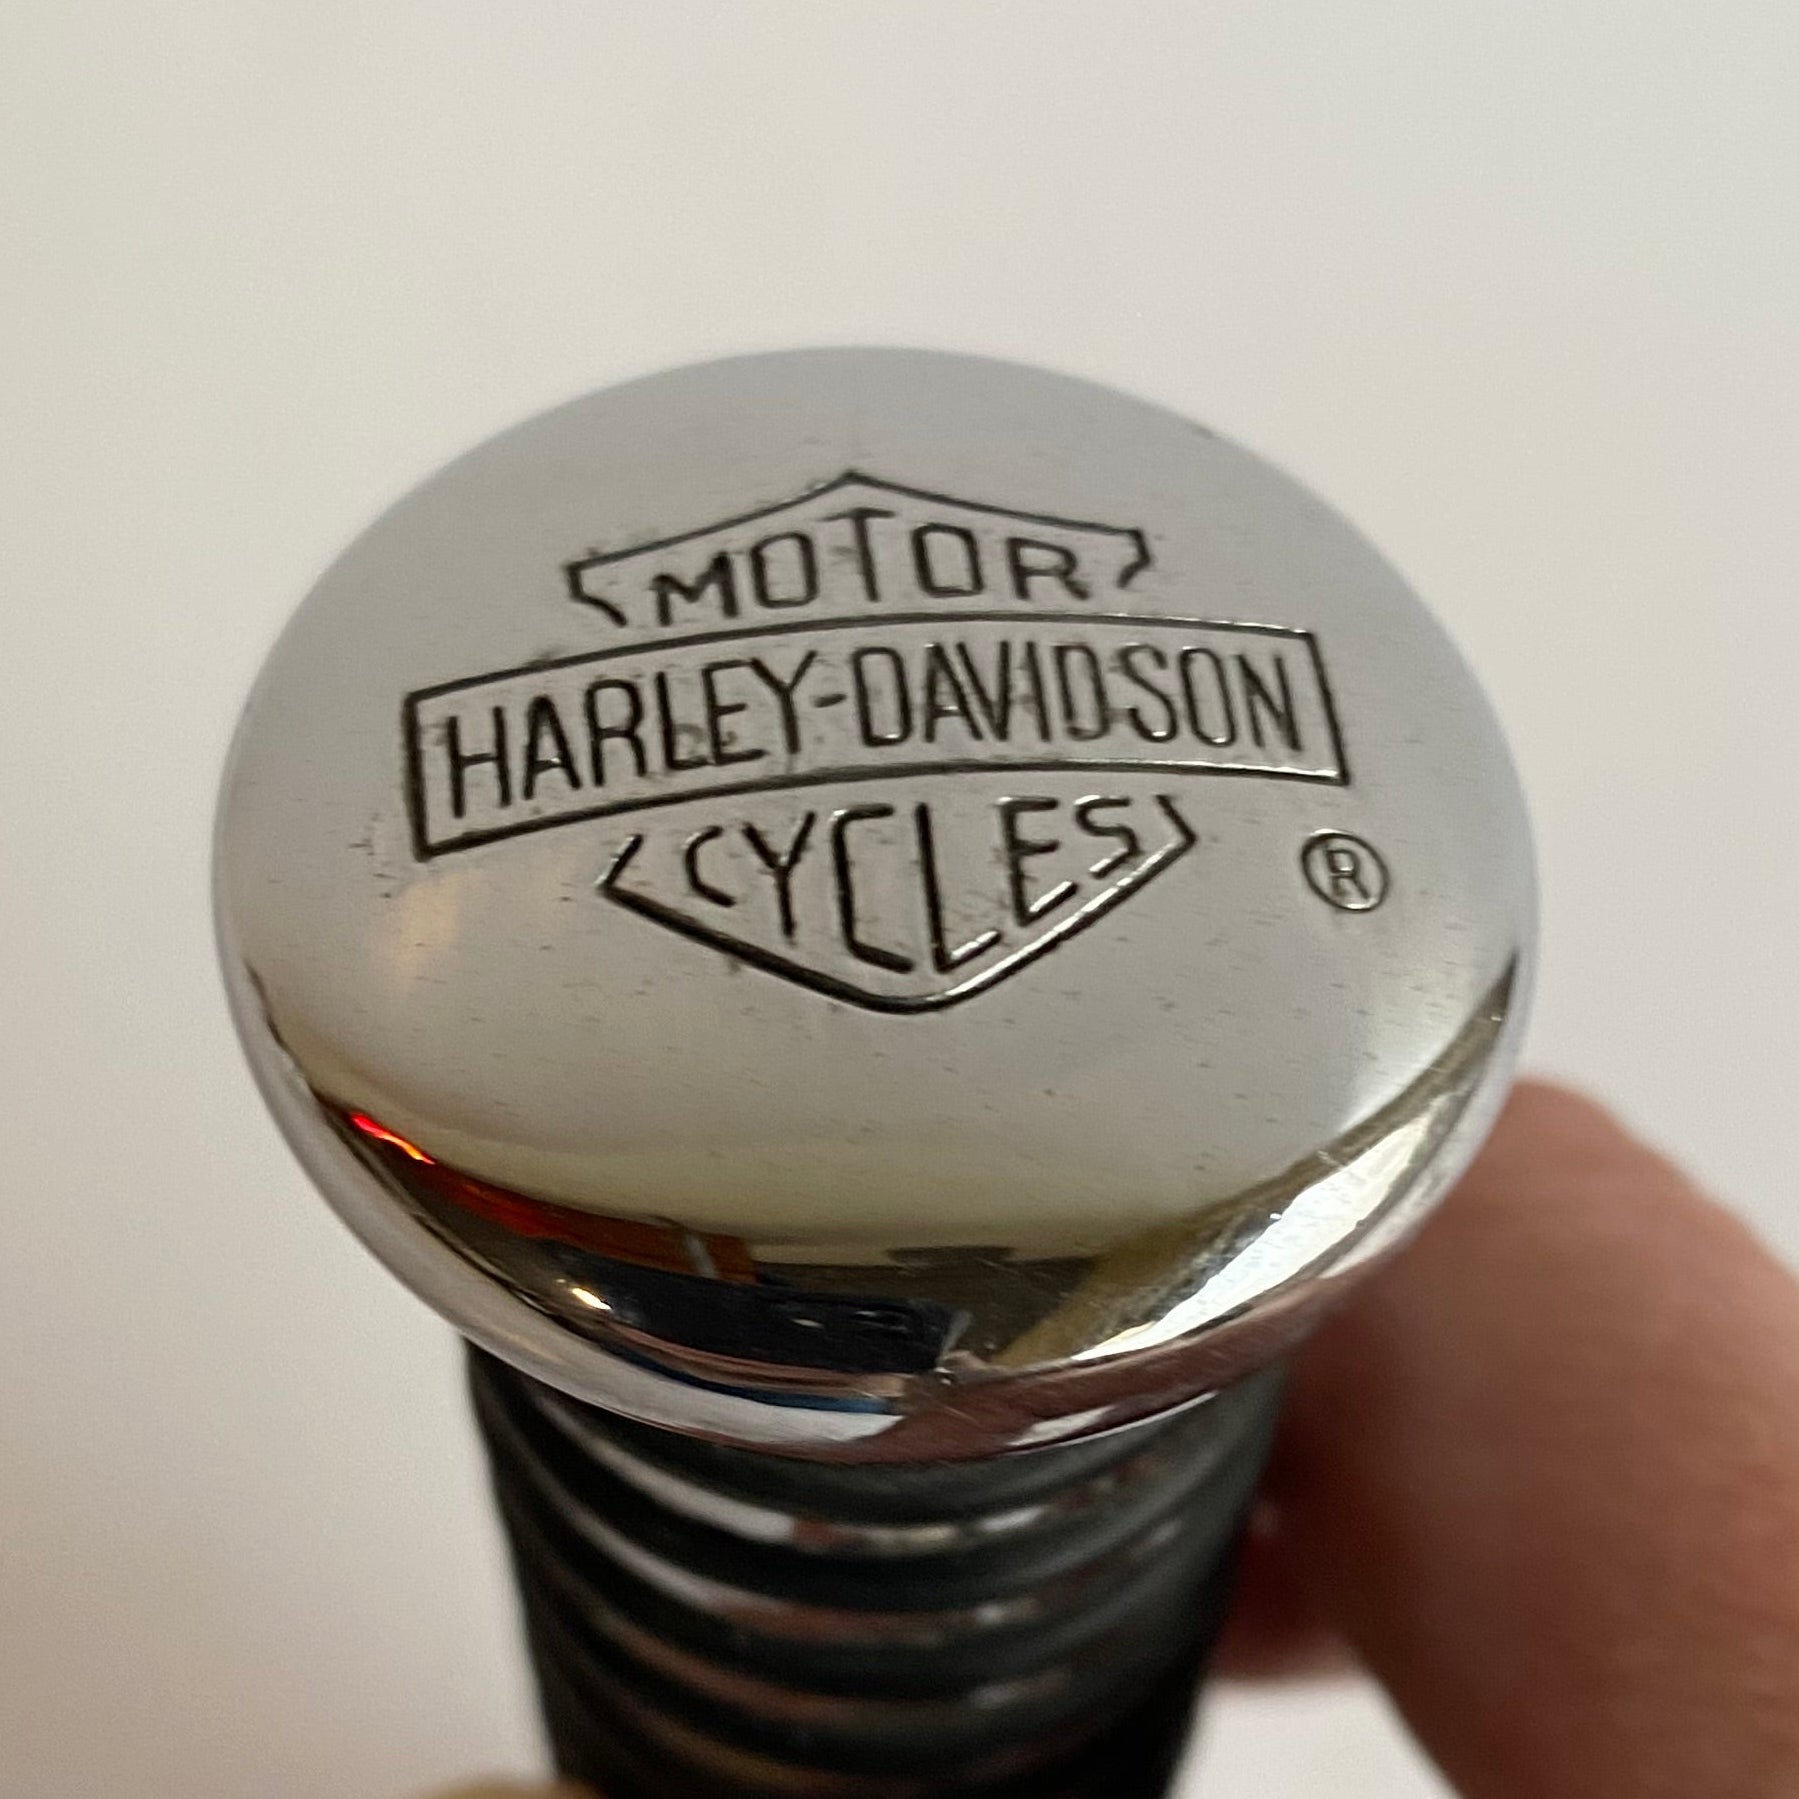 MOTOR
HARLEY-DAVIDSON
CYCLES
®